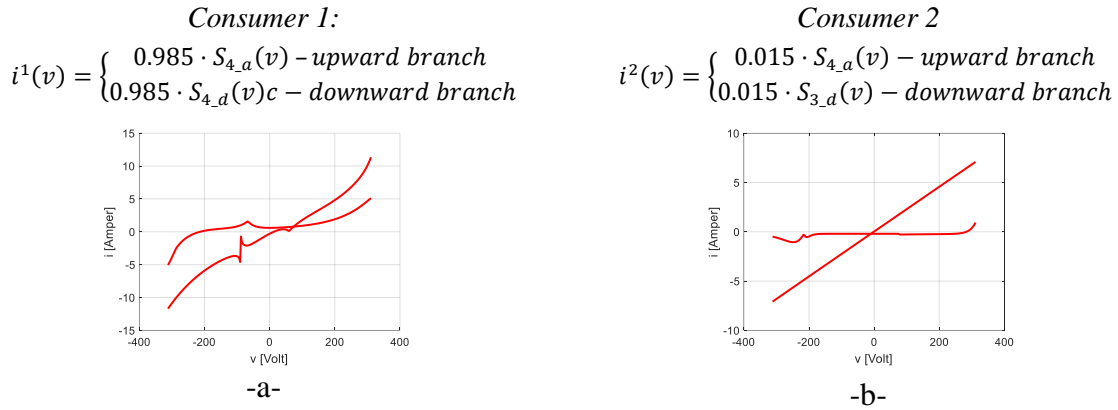 Consumer 1:
i¹(v) = { 0.985 · S₄_ₐ(v) – upward branch
0.985 · S₄_d(v)c − downward branch
15
10
5
0
-5
-10
-15
i [Amper]
-400 -200 0 200 400
v [Volt]
-a-
Consumer 2
i²(v) = { 0.015 · S₄_ₐ(v) − upward branch
0.015 · S₃_d(v) − downward branch
10
5
0
-5
-10
i [Amper]
-400 -200 0 200 400
v [Volt]
-b-